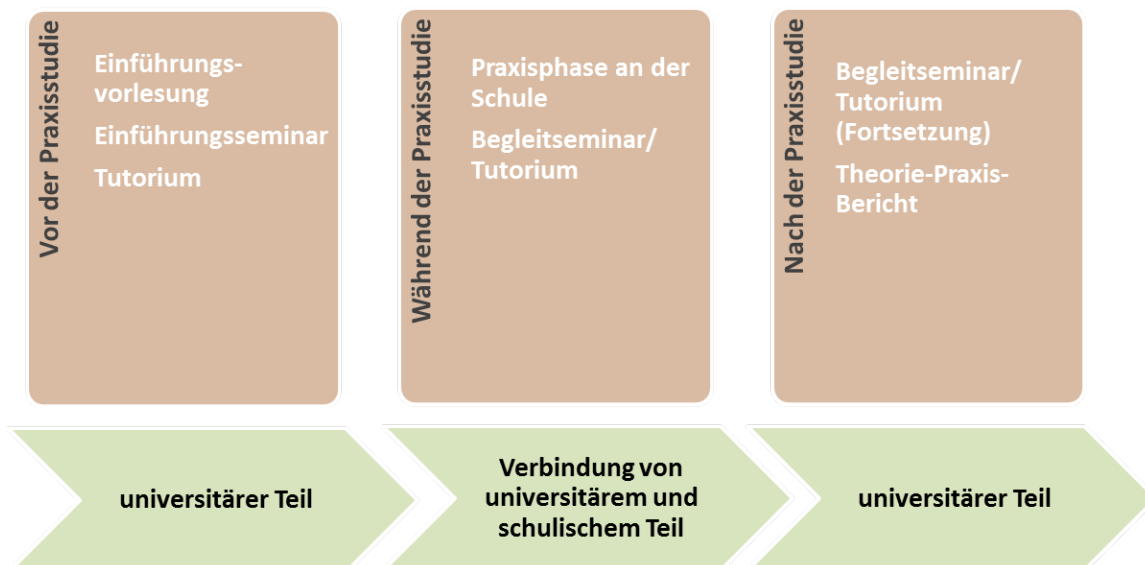 Vor der Praxisstudie
Einführungs-
vorlesung
Einführungsseminar
Tutorium
Während der Praxisstudie
Praxisphase an der
Schule
Begleitseminar/
Tutorium
Nach der Praxisstudie
Begleitseminar/
Tutorium
(Fortsetzung)
Theorie-Praxis-
Bericht
universitärer Teil
Verbindung von
universitärem und
schulischem Teil
universitärer Teil